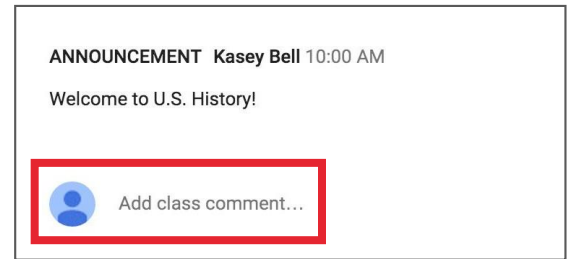 ANNOUNCEMENT Kasey Bell 10:00 AM
Welcome to U.S. History!
Add class comment...